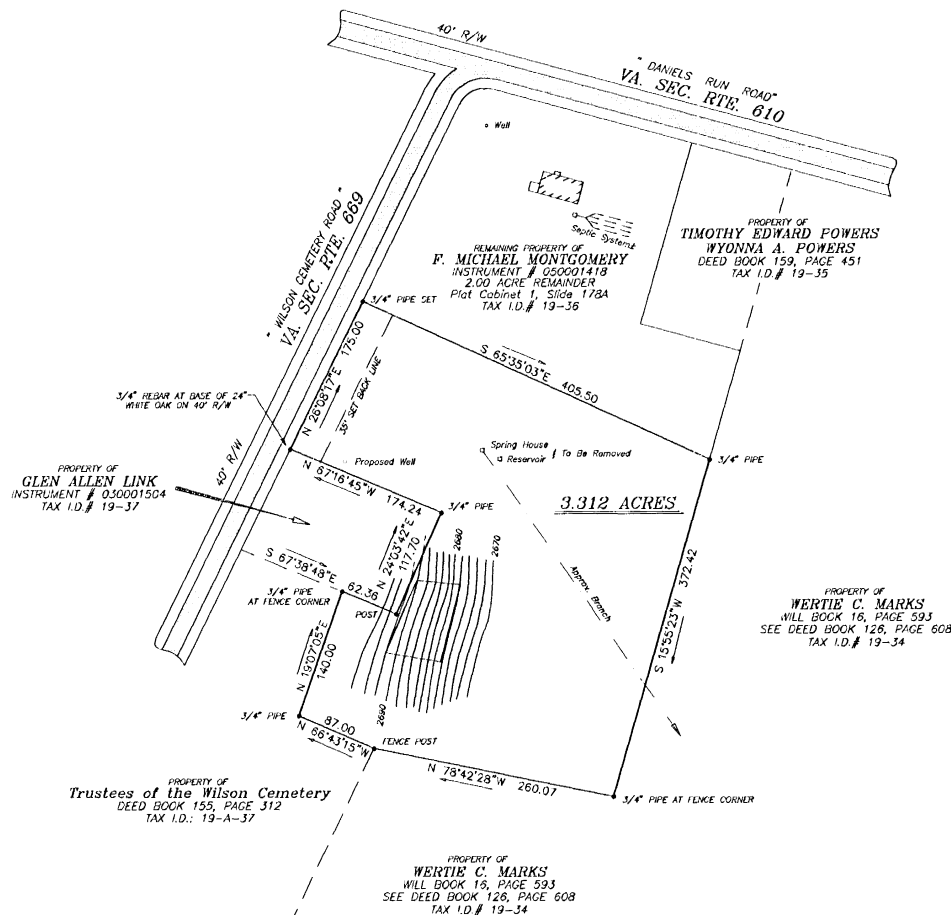 40' R/W
" DANIELS RUN ROAD"
VA. SEC. RTE. 610
Well
Septic System
" WILSON CEMETERY ROAD "
VA. SEC. RTE. 669
REMAINING PROPERTY OF
F. MICHAEL MONTGOMERY
INSTRUMENT # 050001418
2.00 ACRE REMAINDER
Plat Cabinet 1, Slide 178A
TAX I.D.# 19-36
PROPERTY OF
TIMOTHY EDWARD POWERS
WYONNA A. POWERS
DEED BOOK 159, PAGE 451
TAX I.D.# 19-35
3/4" PIPE SET
N 26°08'17"E 175.00
35' SET BACK LINE
S 65°35'03"E 405.50
3/4" REBAR AT BASE OF 24"
WHITE OAK ON 40' R/W
40' R/W
Proposed Well
N 67°16'45"W 174.24
Spring House
Reservoir
To Be Removed
3/4" PIPE
PROPERTY OF
GLEN ALLEN LINK
INSTRUMENT # 030001504
TAX I.D.# 19-37
3/4" PIPE
3.312 ACRES
N 24°03'42"E
117.70
2680
2670
S 67°38'48"E
62.36
3/4" PIPE
AT FENCE CORNER
POST
Approx. Branch
S 15°55'23"W 372.42
PROPERTY OF
WERTIE C. MARKS
WILL BOOK 16, PAGE 593
SEE DEED BOOK 126, PAGE 608
TAX I.D.# 19-34
N 19°07'05"E
140.00
2690
3/4" PIPE
87.00
N 66°43'15"W
FENCE POST
N 78°42'28"W 260.07
3/4" PIPE AT FENCE CORNER
PROPERTY OF
Trustees of the Wilson Cemetery
DEED BOOK 155, PAGE 312
TAX I.D.: 19-A-37
PROPERTY OF
WERTIE C. MARKS
WILL BOOK 16, PAGE 593
SEE DEED BOOK 126, PAGE 608
TAX I.D.# 19-34